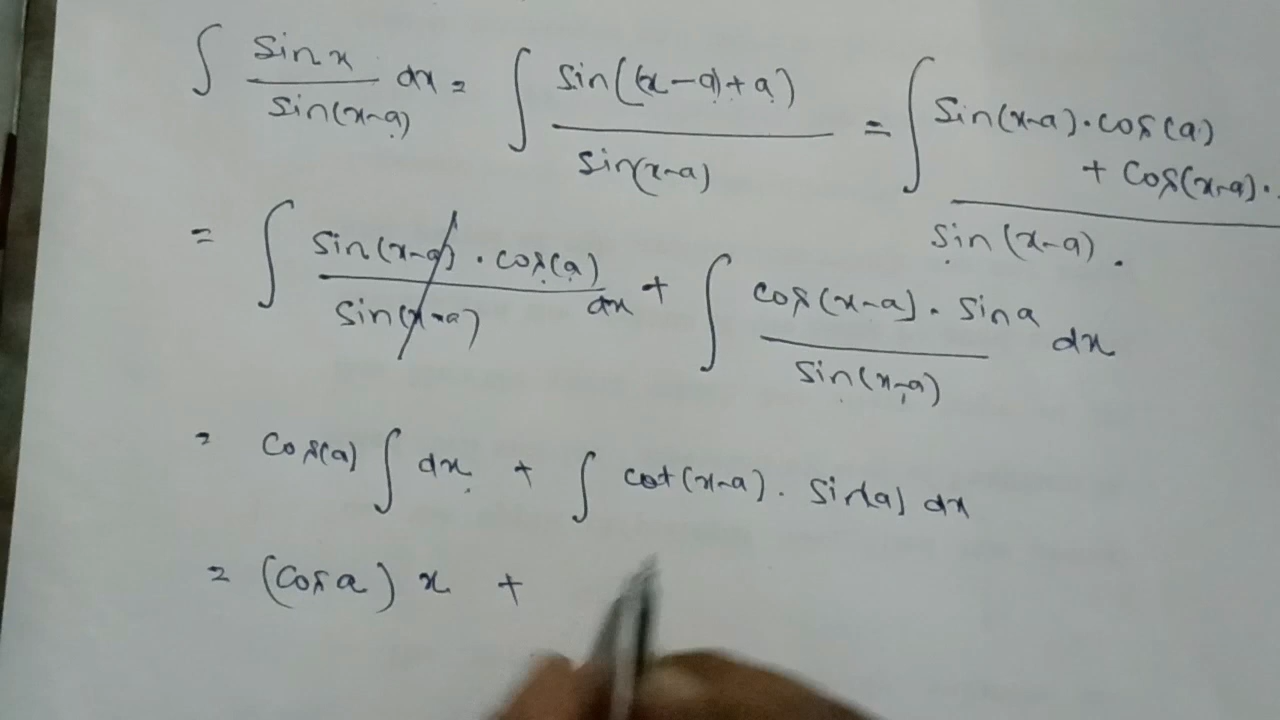 ∫ sin x / sin(x-a) dx = ∫ sin((x-a)+a) / sin(x-a) = ∫ sin(x-a).cos(a) + cos(x-a). / sin(x-a).
= ∫ sin(x-a).cos(a) / sin(x-a) dx + ∫ cos(x-a). sin a / sin(x-a) dx
= cos(a) ∫ dx + ∫ cot(x-a). sin(a) dx
= (cos a) x +